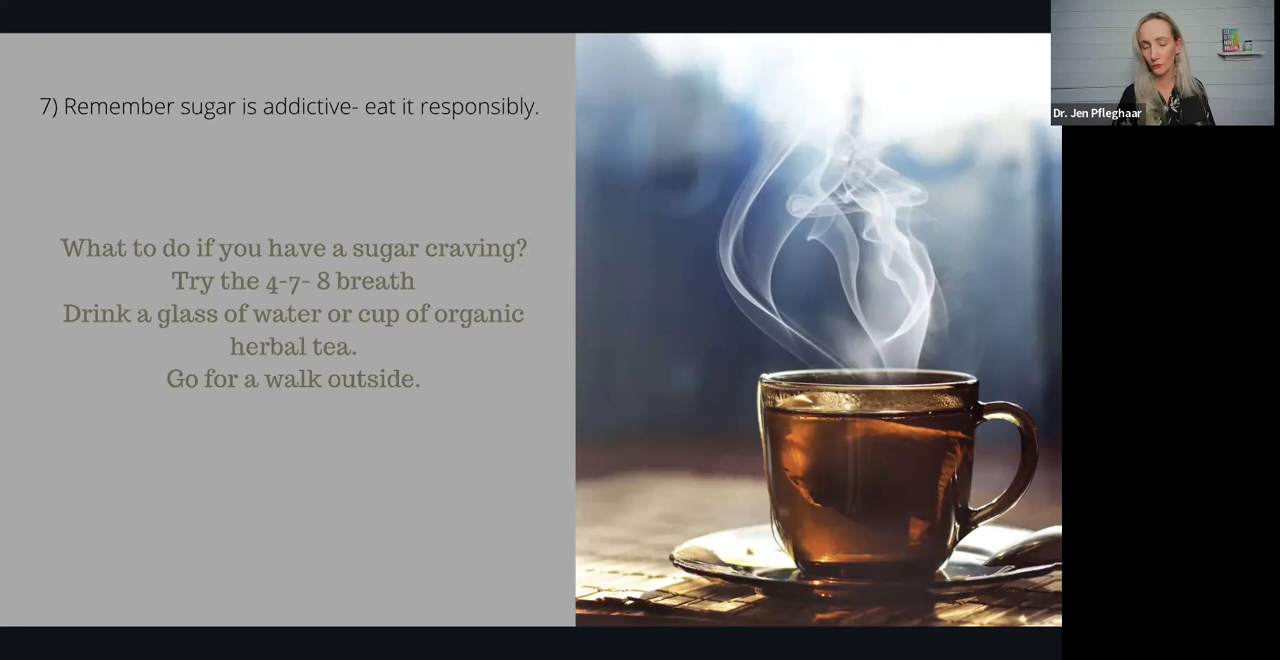 7) Remember sugar is addictive- eat it responsibly.
What to do if you have a sugar craving?
Try the 4-7- 8 breath
Drink a glass of water or cup of organic
herbal tea.
Go for a walk outside.
Dr. Jen Pfleghaar